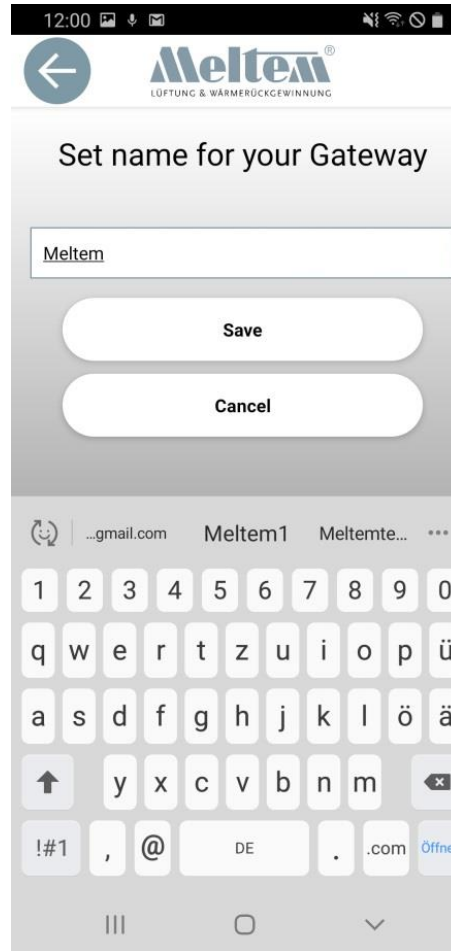 12:00
Meltem®
LÜFTUNG & WÄRMERÜCKGEWINNUNG
Set name for your Gateway
Meltem
Save
Cancel
...gmail.com Meltem1 Meltemte... •••
1 2 3 4 5 6 7 8 9 0
q w e r t z u i o p ü
a s d f g h j k l ö ä
y x c v b n m
!#1 , @ DE . .com Öffne